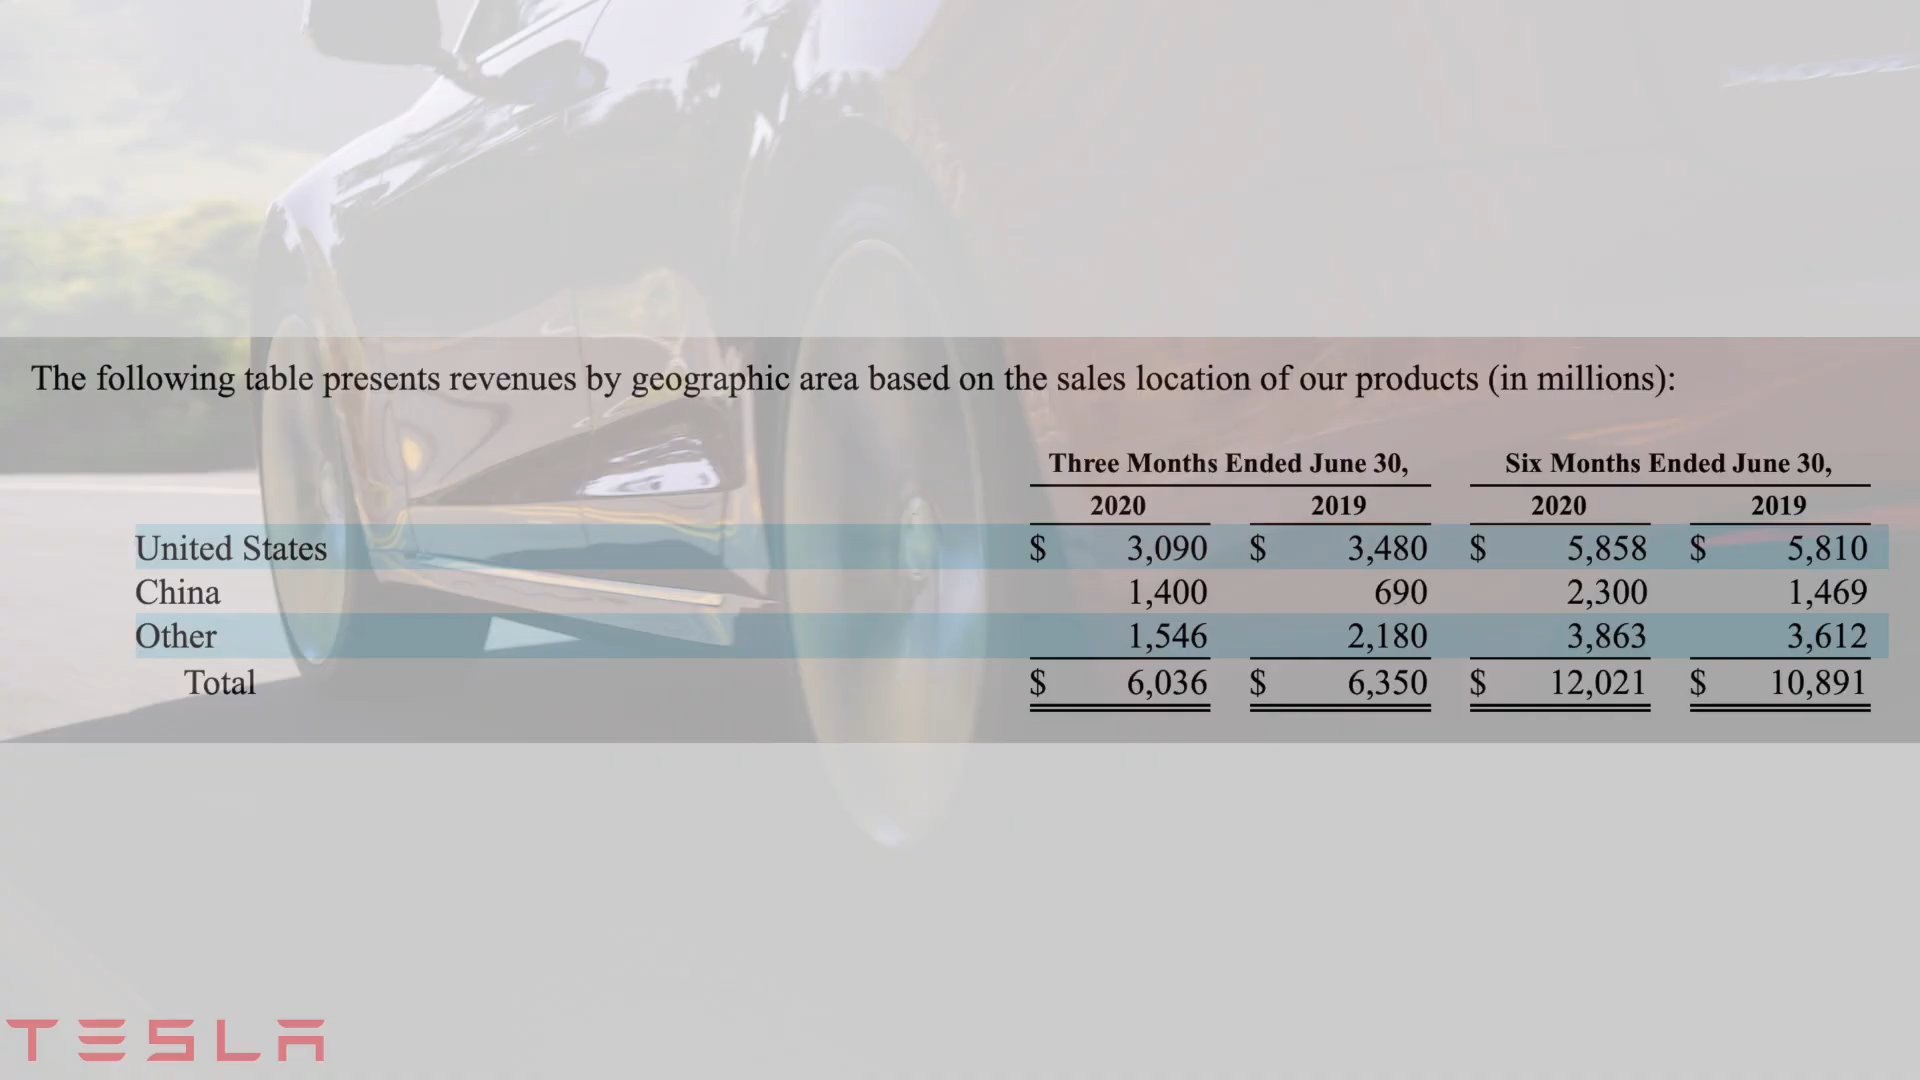 The following table presents revenues by geographic area based on the sales location of our products (in millions):
Three Months Ended June 30, Six Months Ended June 30,
2020 2019 2020 2019
United States $ 3,090 $ 3,480 $ 5,858 $ 5,810
China 1,400 690 2,300 1,469
Other 1,546 2,180 3,863 3,612
Total $ 6,036 $ 6,350 $ 12,021 $ 10,891
TESLA